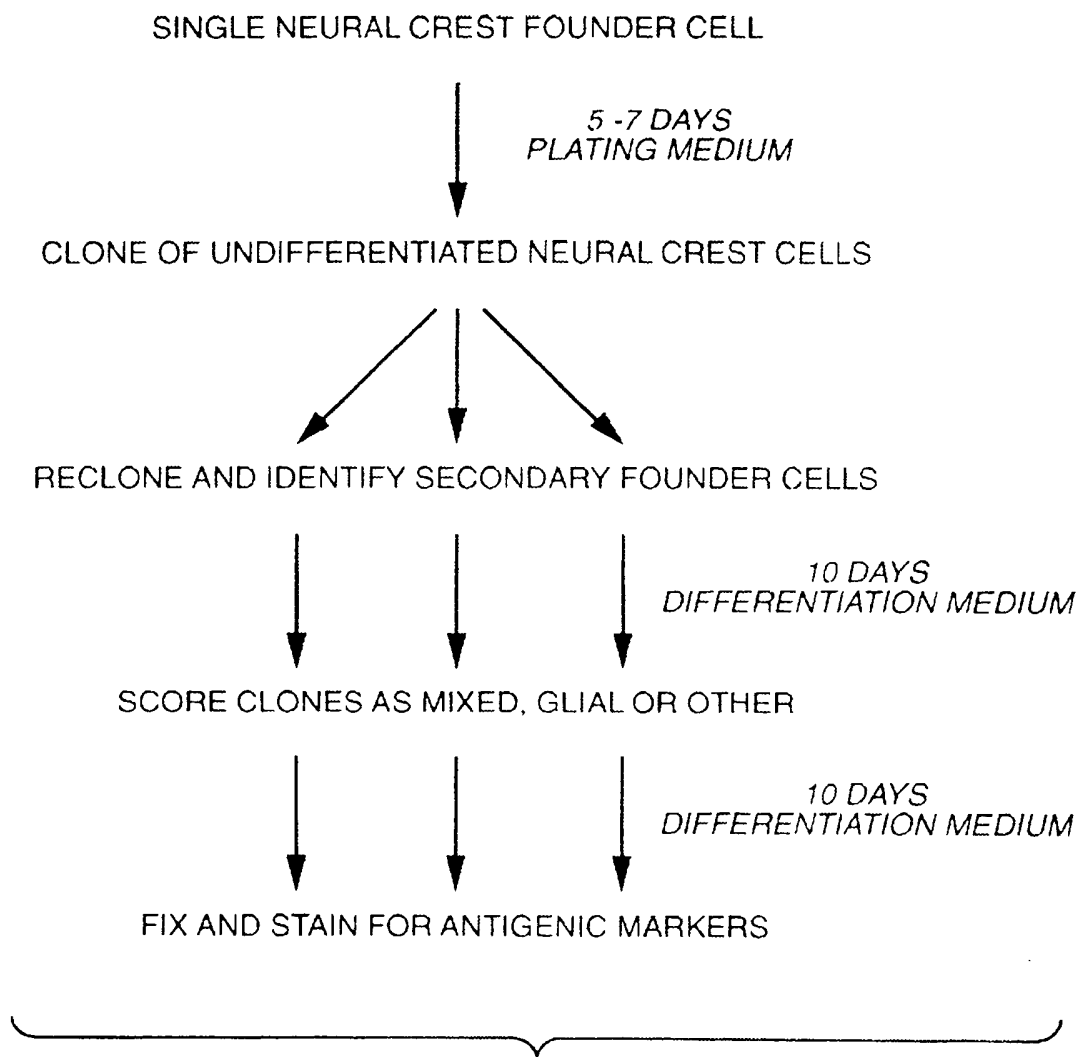 SINGLE NEURAL CREST FOUNDER CELL
5 -7 DAYS
PLATING MEDIUM
CLONE OF UNDIFFERENTIATED NEURAL CREST CELLS
RECLONE AND IDENTIFY SECONDARY FOUNDER CELLS
10 DAYS
DIFFERENTIATION MEDIUM
SCORE CLONES AS MIXED, GLIAL OR OTHER
10 DAYS
DIFFERENTIATION MEDIUM
FIX AND STAIN FOR ANTIGENIC MARKERS